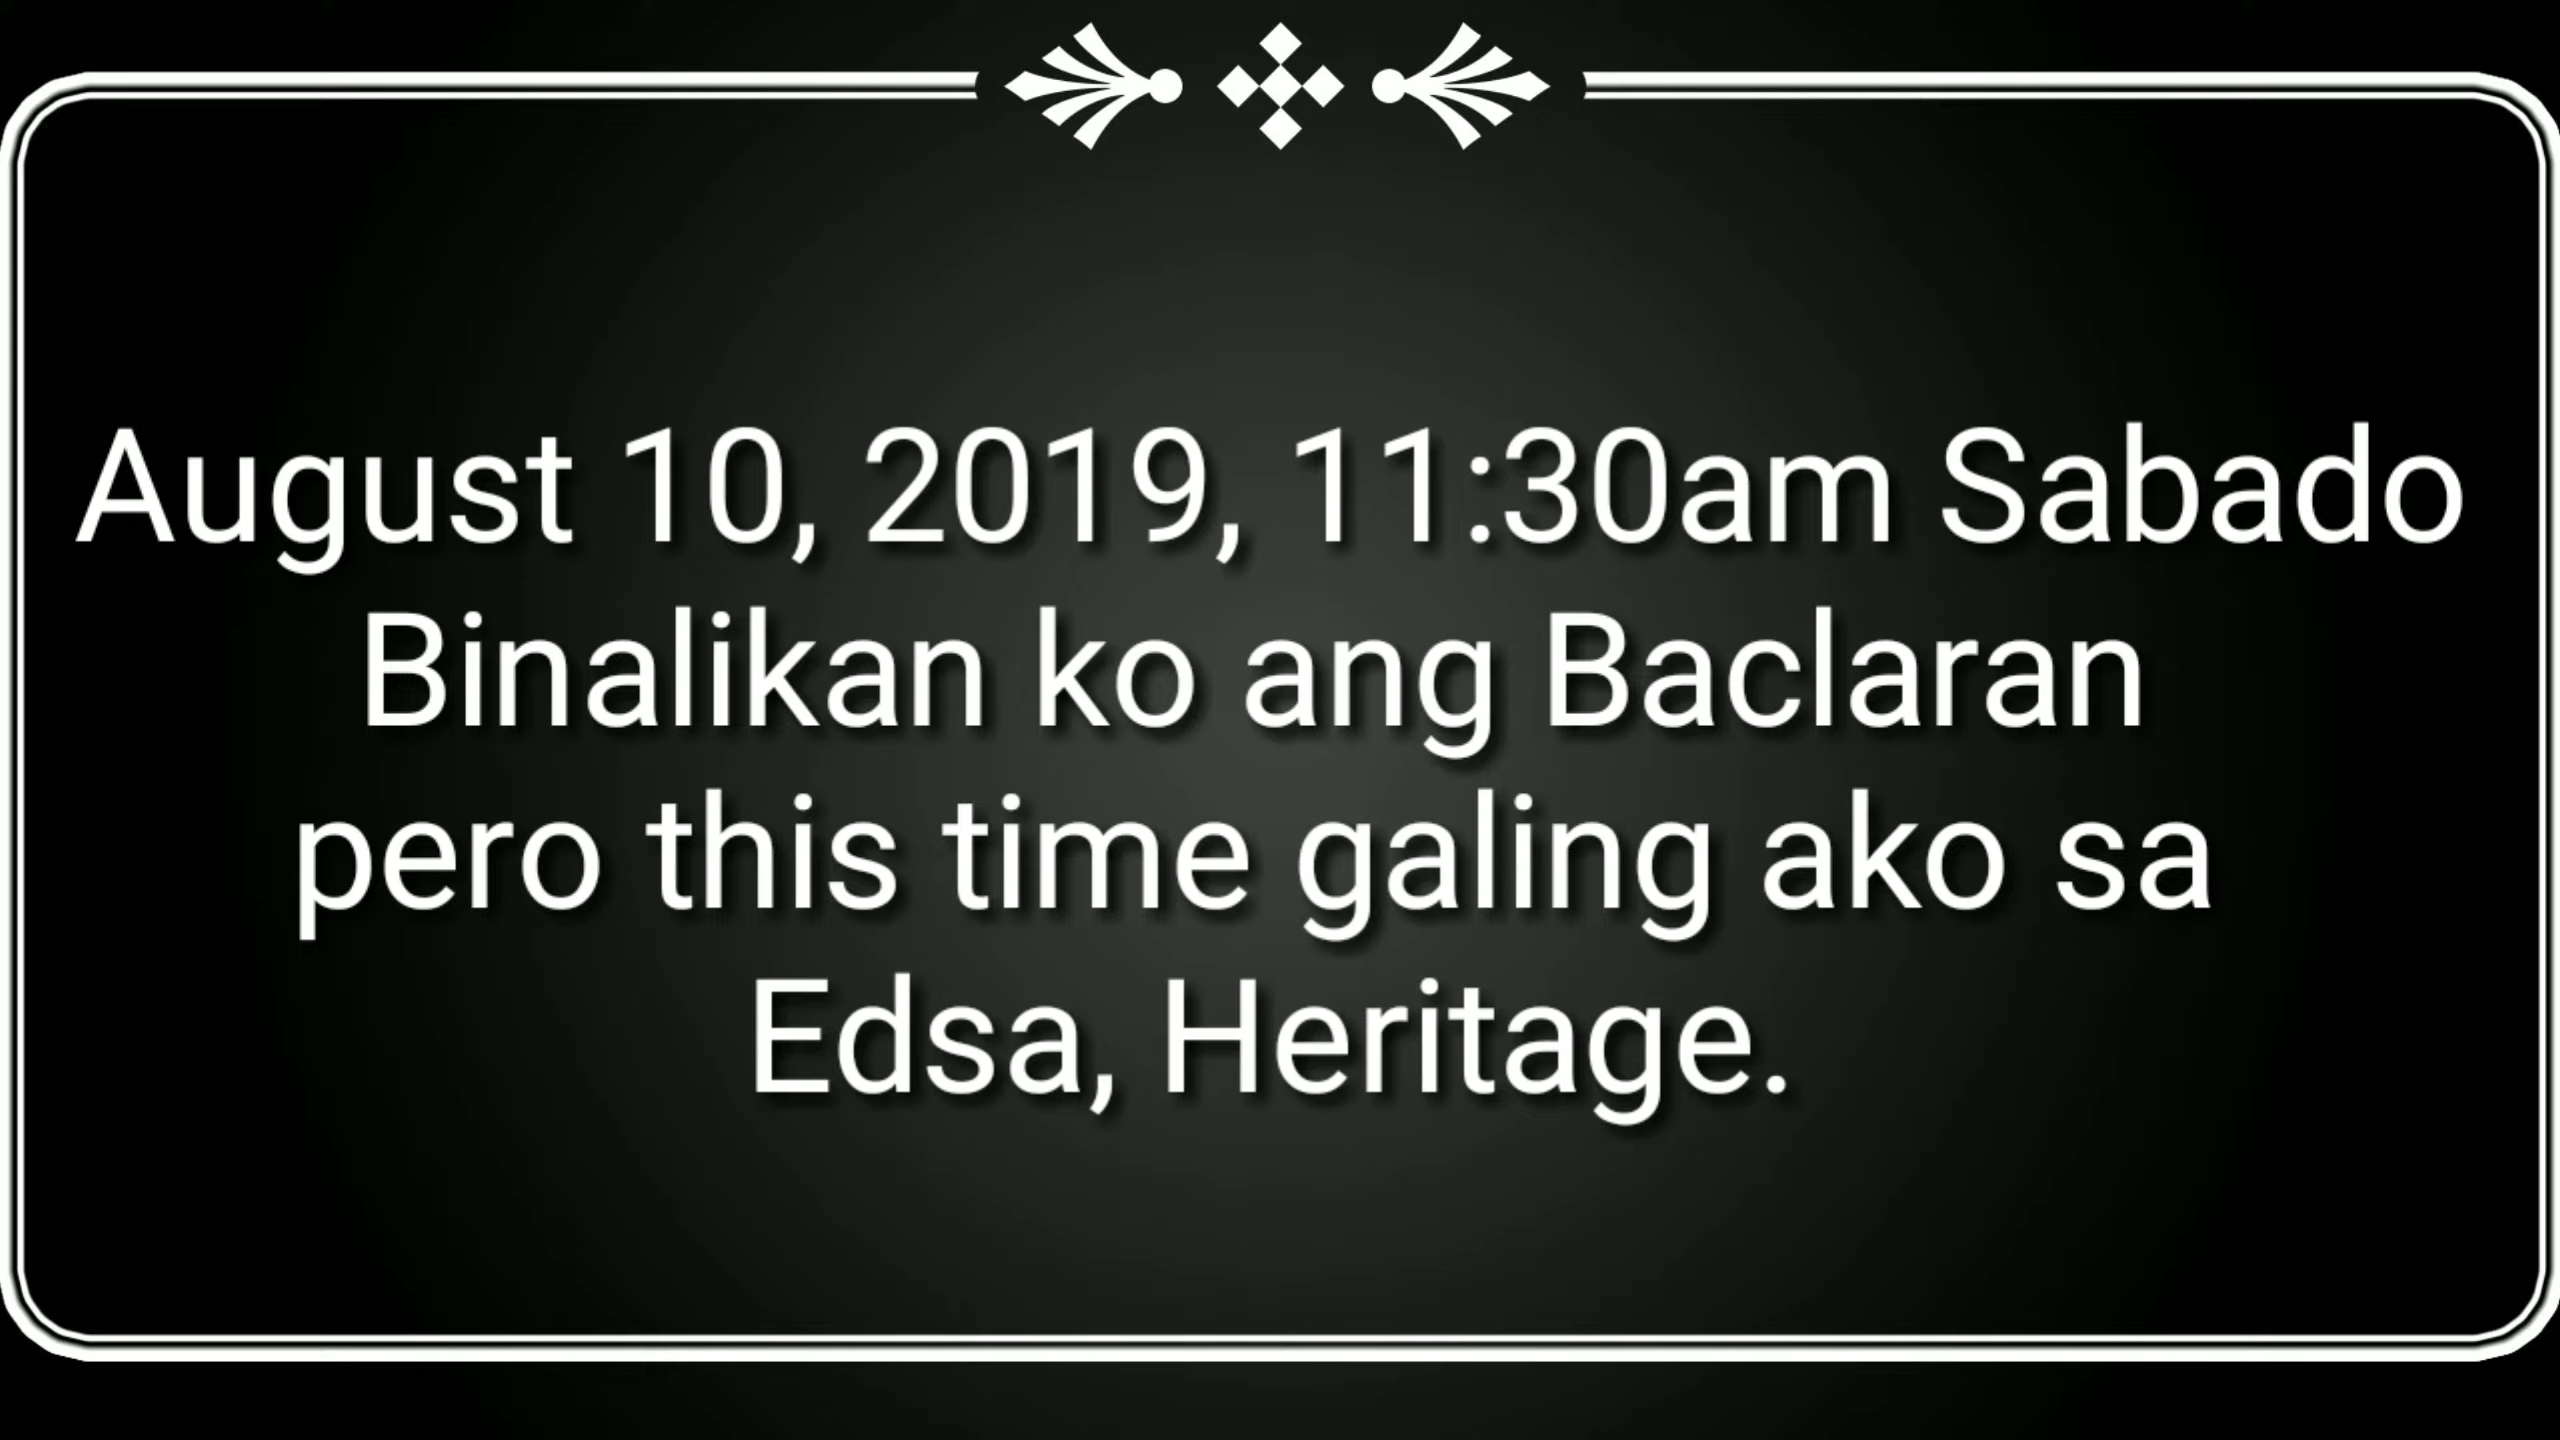 August 10, 2019, 11:30am Sabado
Binalikan ko ang Baclaran
pero this time galing ako sa
Edsa, Heritage.